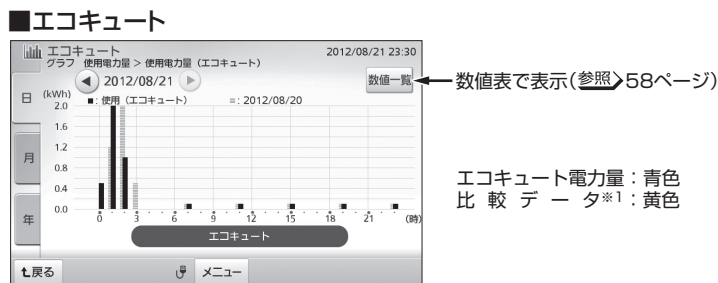 ■エコキュート
エコキュート
2012/08/21 23:30
グラフ 使用電力量 > 使用電力量（エコキュート）
2012/08/21
数値一覧
数値表で表示(参照 58ページ)
日
月
年
(kWh)
■: 使用（エコキュート） ≡: 2012/08/20
2.0
1.6
1.2
0.8
0.4
0.0
0 3 6 9 12 15 18 21 (時)
エコキュート
戻る
メニュー
エコキュート電力量：青色
比較データ※1：黄色